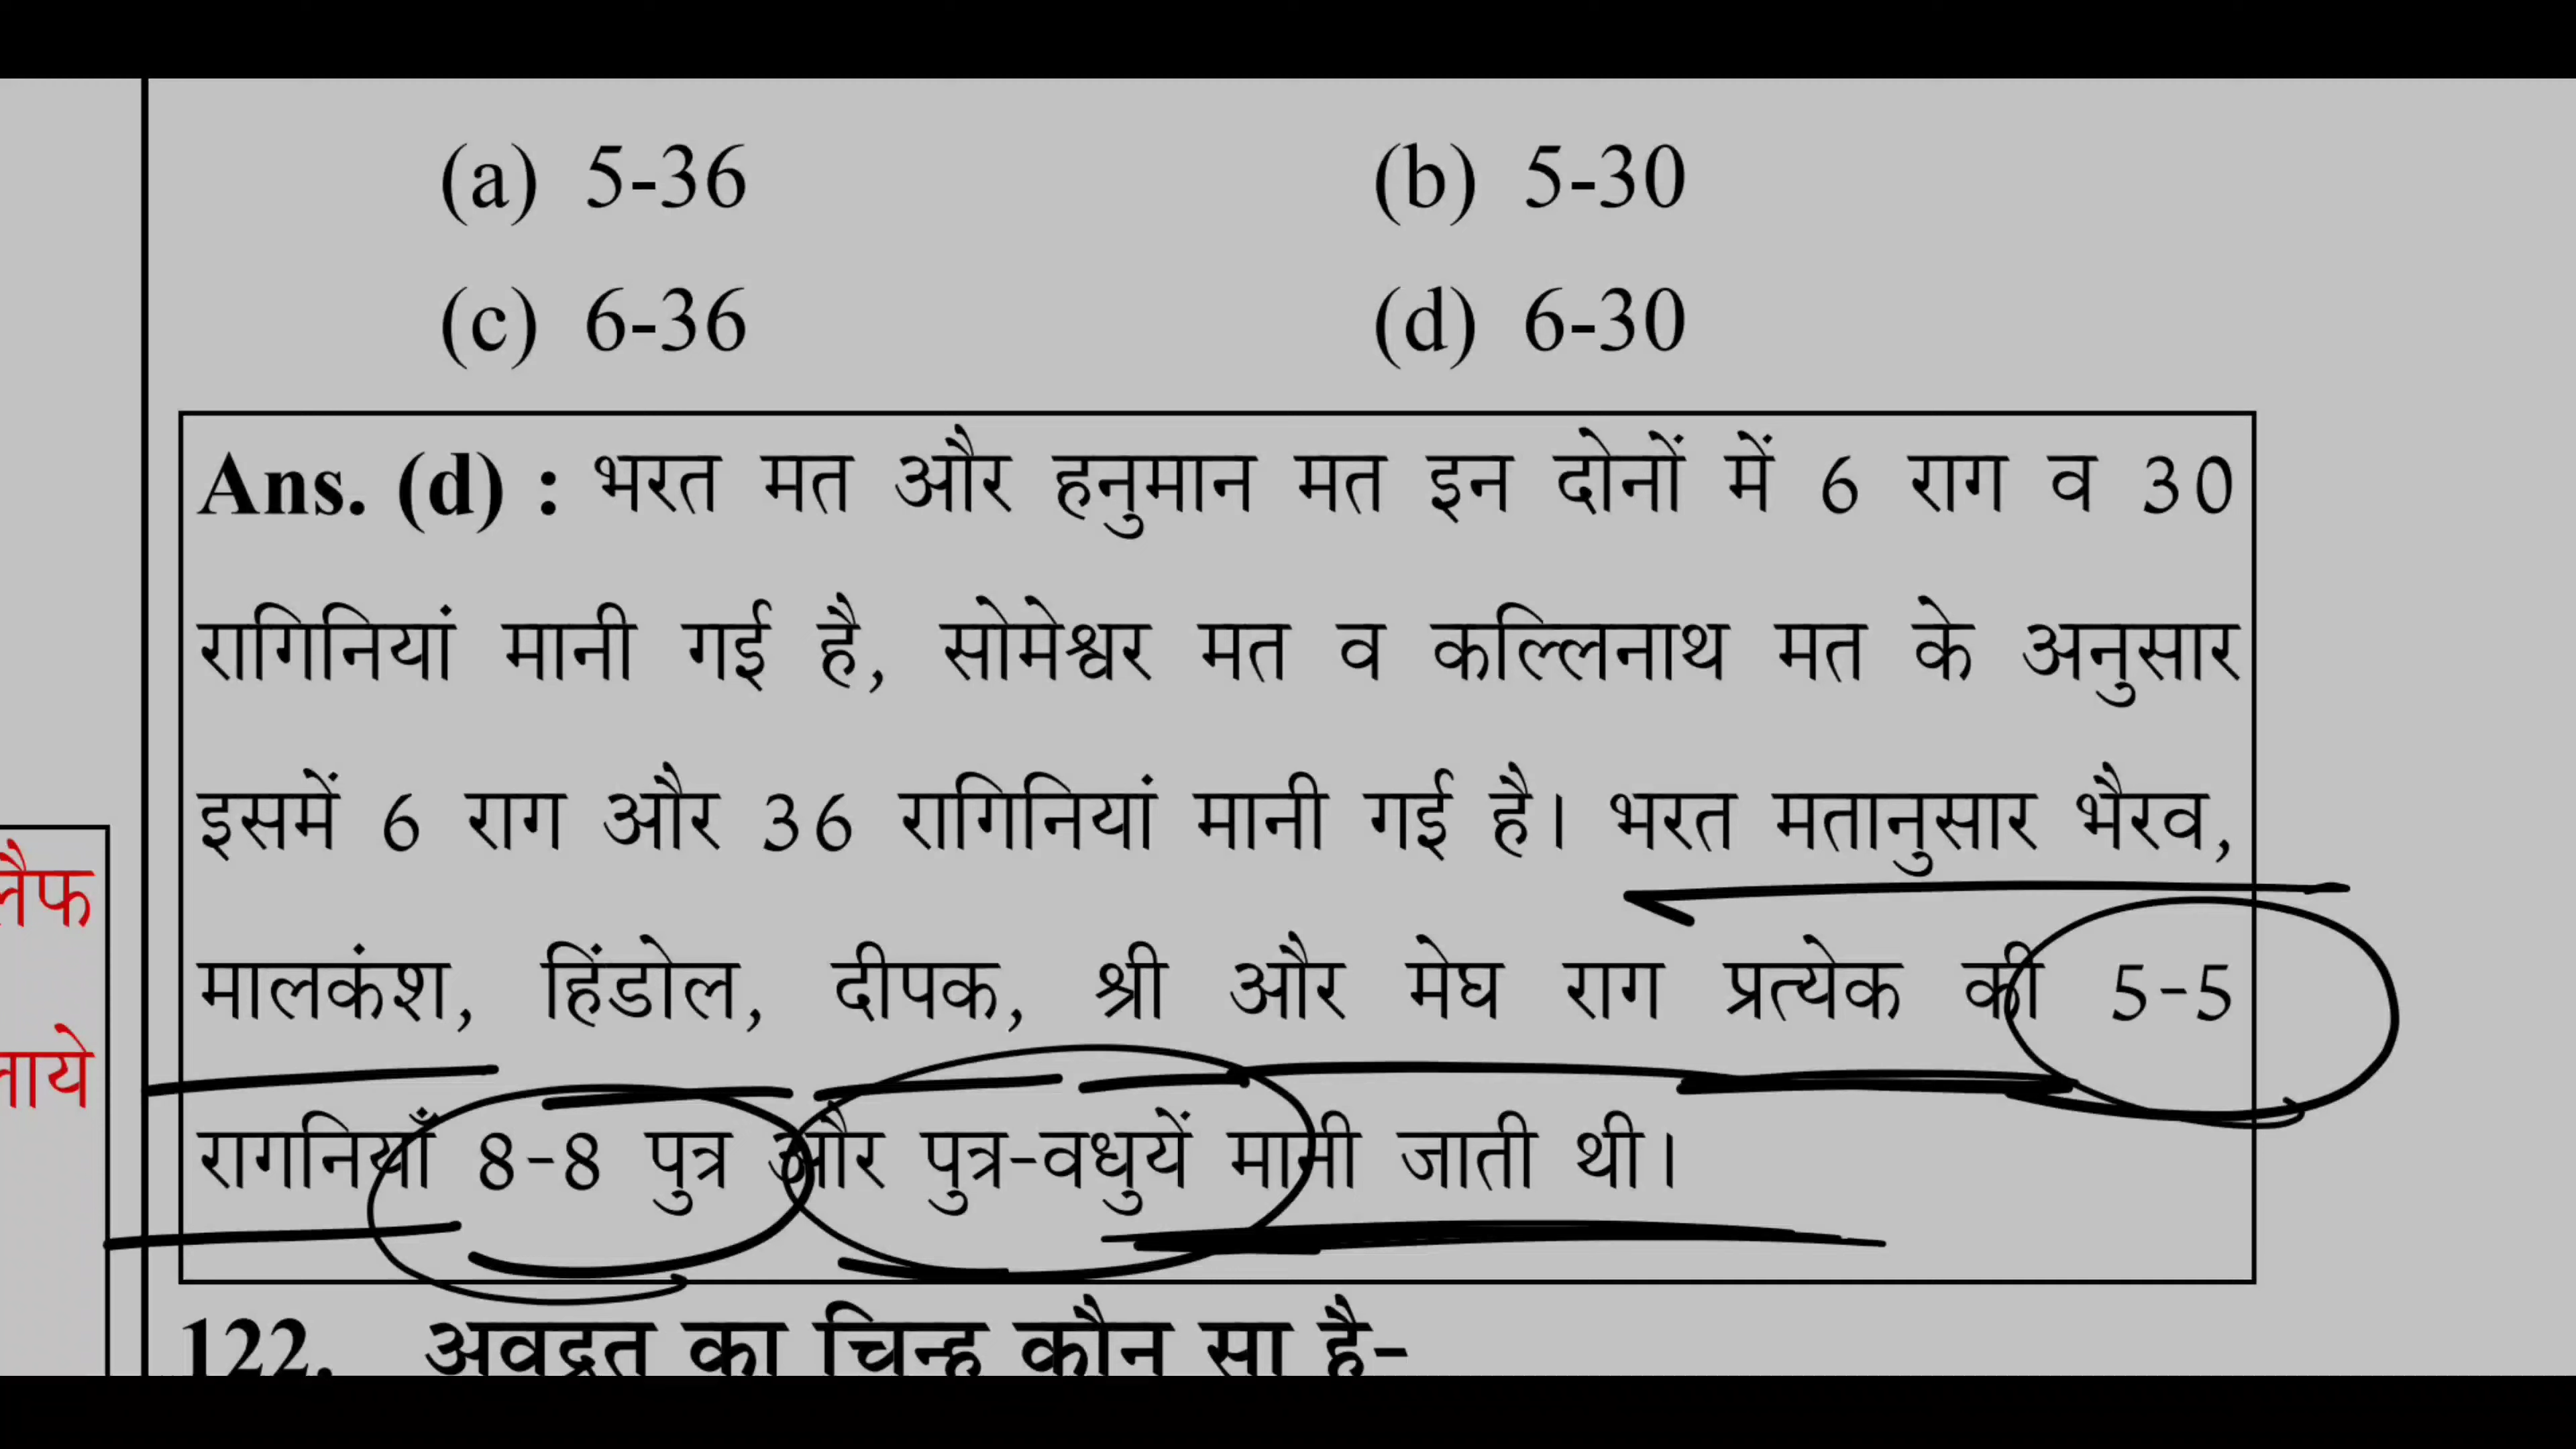 (a) 5-36 (b) 5-30
(c) 6-36 (d) 6-30
Ans. (d) : भरत मत और हनुमान मत इन दोनों में 6 राग व 30
रागिनियां मानी गई है, सोमेश्वर मत व कल्लिनाथ मत के अनुसार
इसमें 6 राग और 36 रागिनियां मानी गई है। भरत मतानुसार भैरव,
मालकंश, हिंडोल, दीपक, श्री और मेघ राग प्रत्येक की 5-5
रागनियाँ 8-8 पुत्र और पुत्र-वधुयें मानी जाती थी।
122. अवद्रुत का चिन्ह कौन सा है-